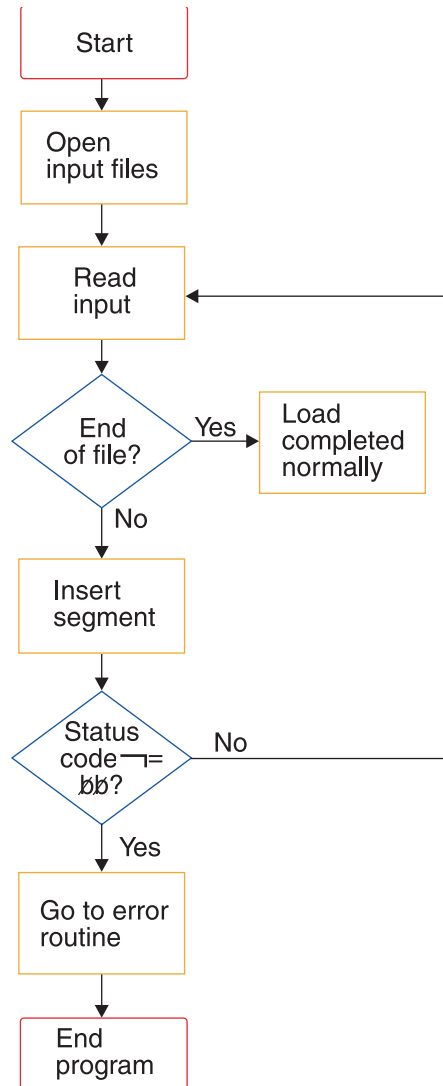 Start
Open
input files
Read
input
End
of file?
Yes
Load
completed
normally
No
Insert
segment
Status
code ¬=
b̸b̸?
No
Yes
Go to error
routine
End
program